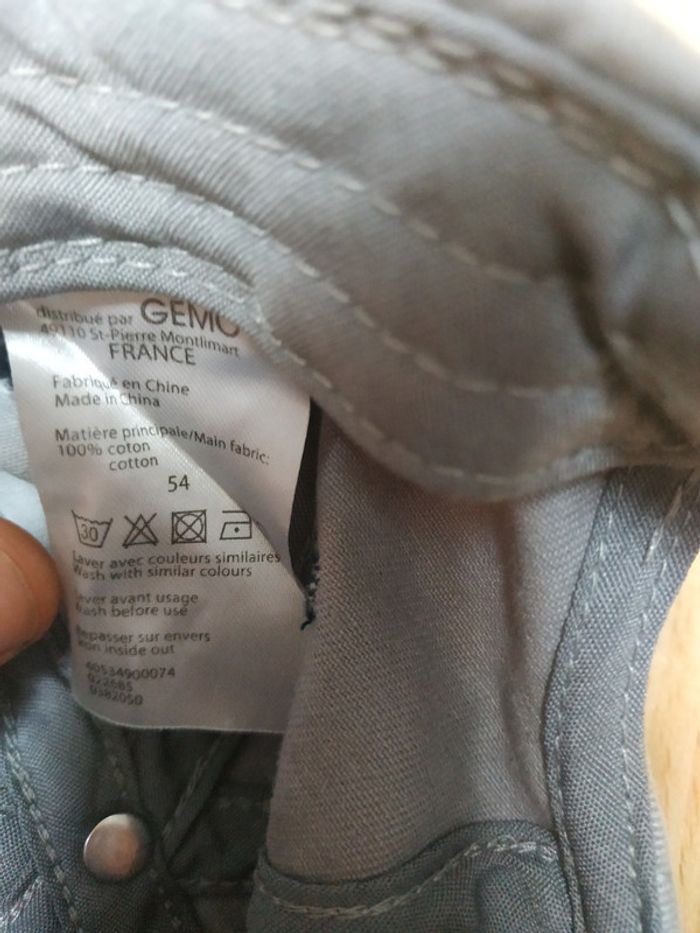 distribué par GEMO
49110 St-Pierre Montlimart
FRANCE
Fabriqué en Chine
Made in China
Matière principale/Main fabric:
100% coton
cotton
54
30
Laver avec couleurs similaires
Wash with similar colours
Laver avant usage
Wash before use
Repasser sur envers
Iron inside out
40534900074
022685
0382050